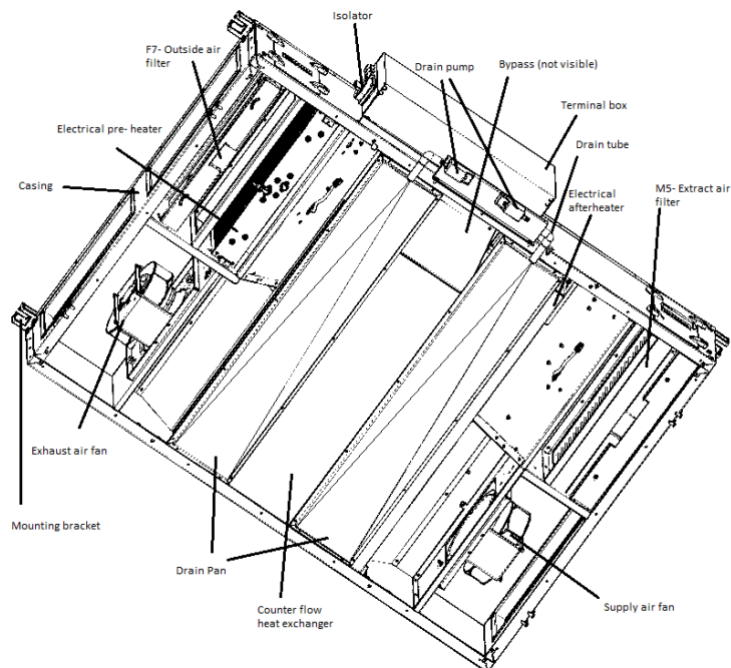 Isolator
F7- Outside air
filter
Drain pump
Bypass (not visible)
Terminal box
Electrical pre- heater
Drain tube
Casing
Electrical
afterheater
M5- Extract air
filter
Exhaust air fan
Mounting bracket
Drain Pan
Counter flow
heat exchanger
Supply air fan